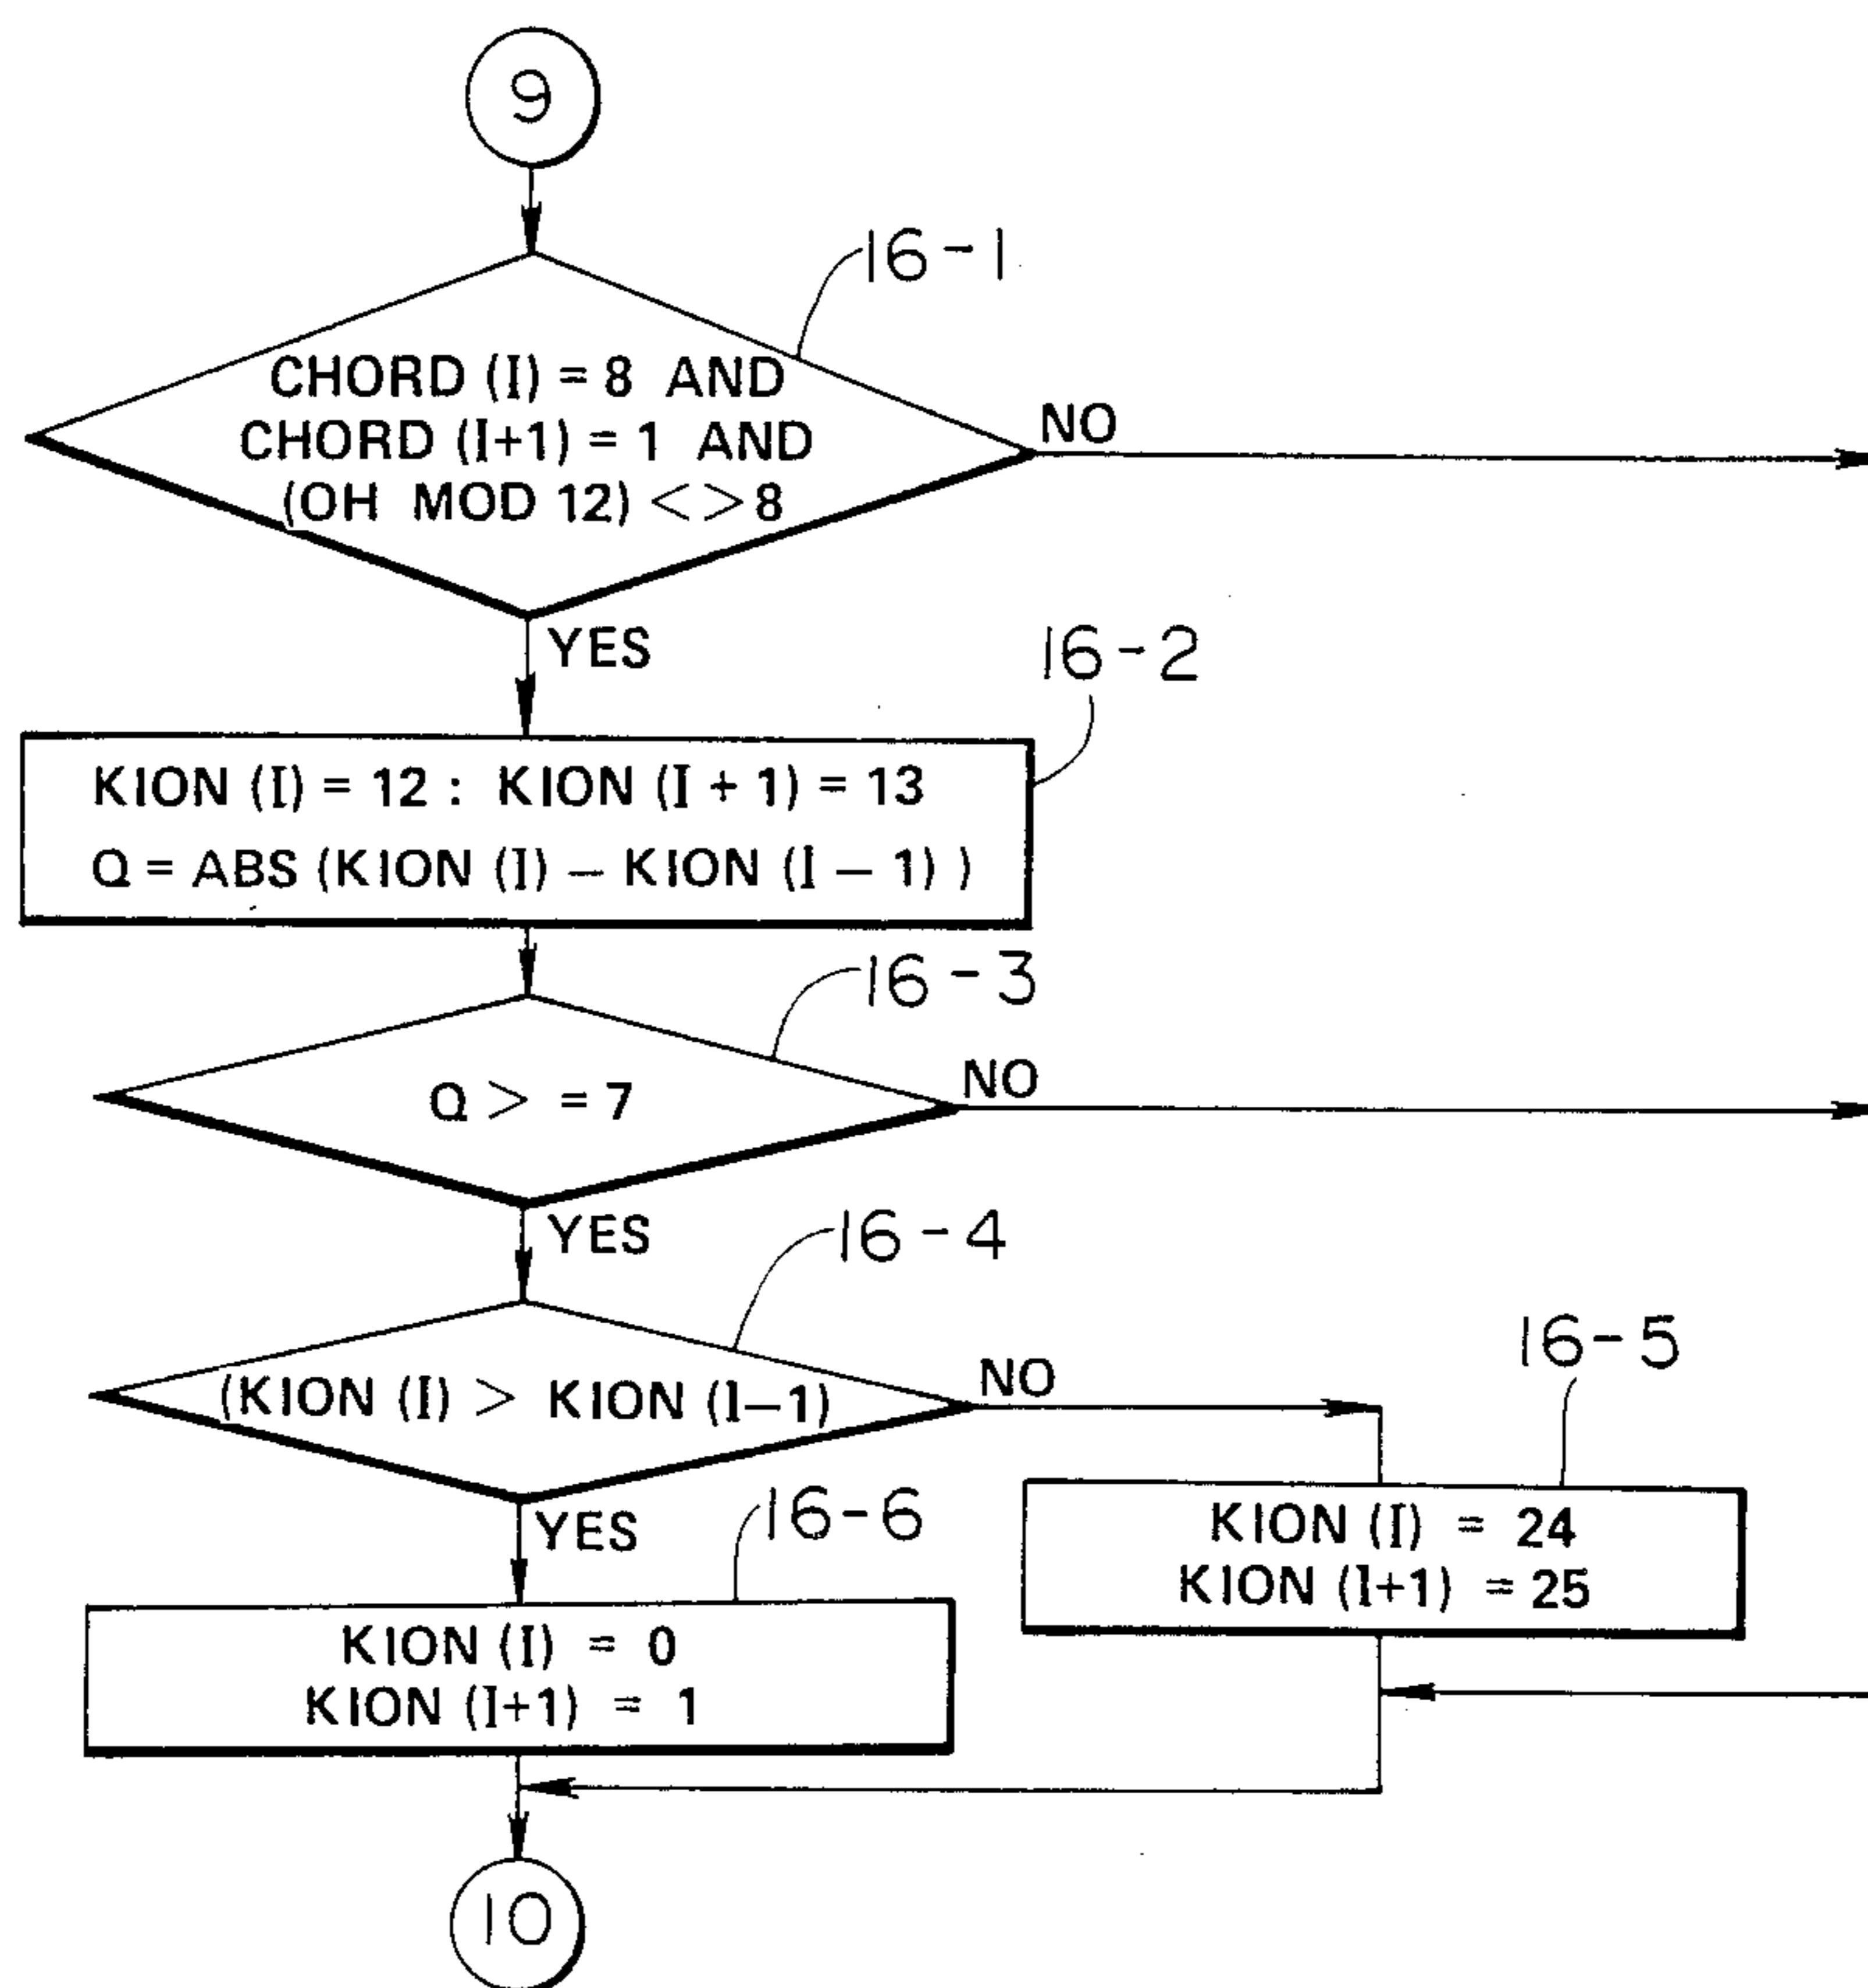 9
16-1
CHORD (I) = 8 AND
CHORD (I+1) = 1 AND
(OH MOD 12) <>8
NO
YES
16-2
KION (I) = 12 : KION (I + 1) = 13
Q = ABS (KION (I) – KION (I – 1) )
16-3
Q > = 7
NO
YES
16-4
(KION (I) > KION (I–1)
NO
16-5
KION (I) = 24
KION (I+1) = 25
YES
16-6
KION (I) = 0
KION (I+1) = 1
10